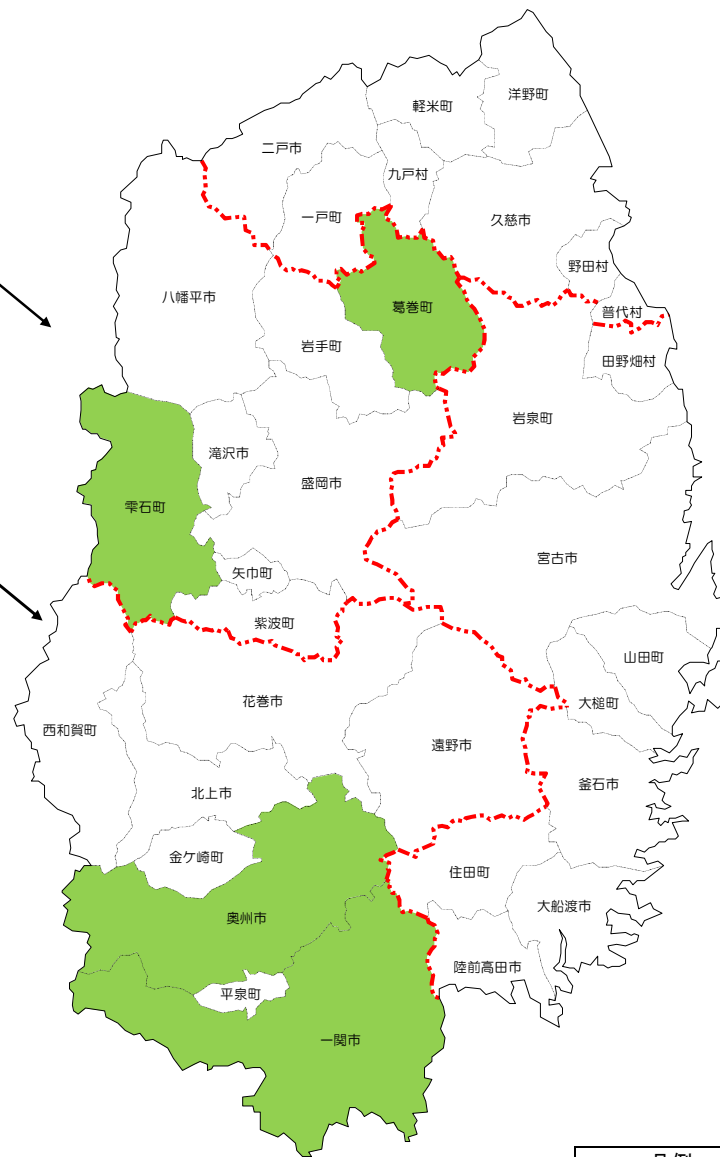 洋野町
軽米町
二戸市
九戸村
一戸町
久慈市
野田村
八幡平市
葛巻町
普代村
岩手町
田野畑村
岩泉町
滝沢市
盛岡市
雫石町
宮古市
矢巾町
紫波町
山田町
花巻市
大槌町
西和賀町
遠野市
釜石市
北上市
金ケ崎町
住田町
大船渡市
奥州市
陸前高田市
平泉町
一関市